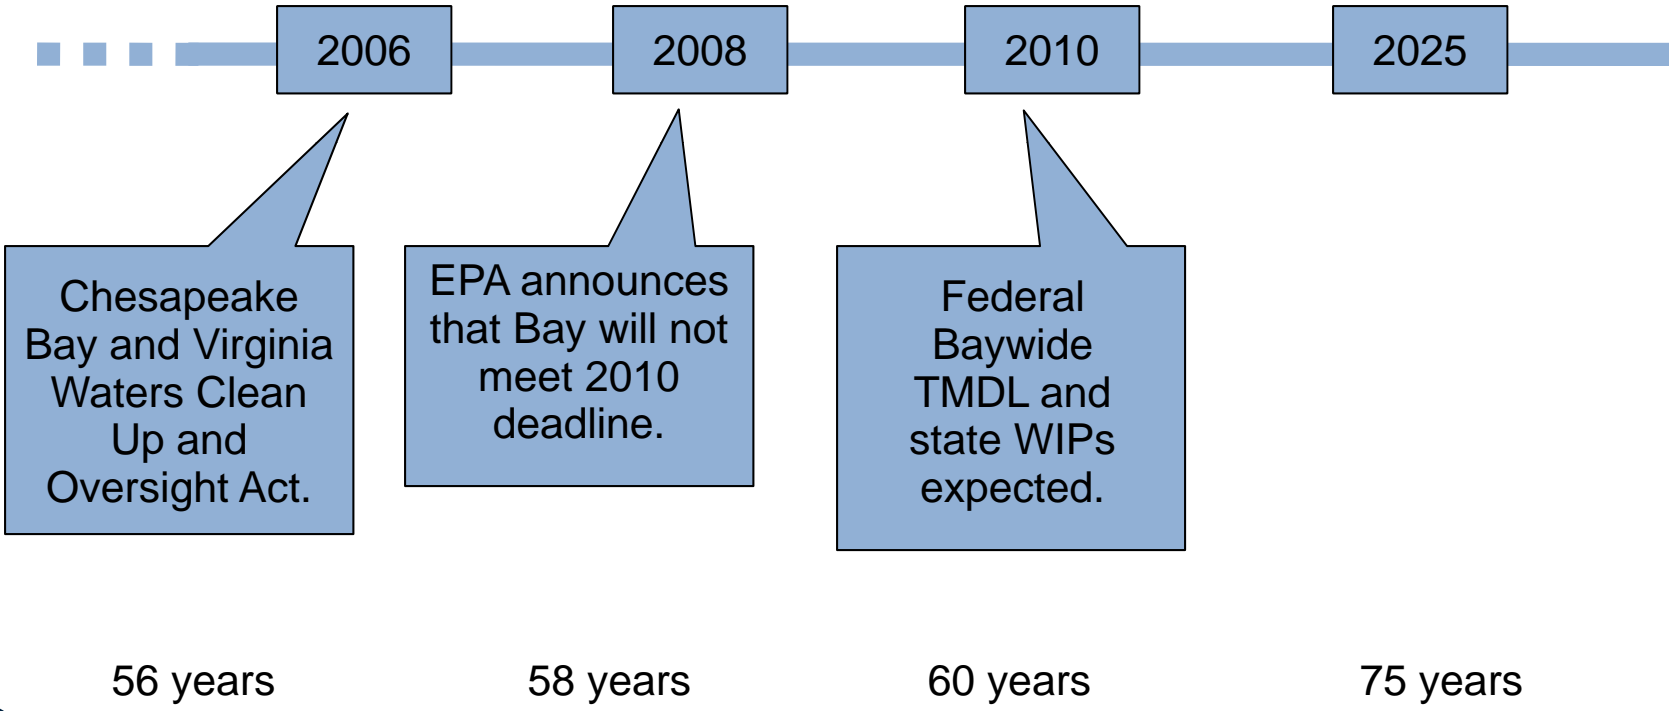 2006
2008
2010
2025
Chesapeake
Bay and Virginia
Waters Clean
Up and
Oversight Act.
EPA announces
that Bay will not
meet 2010
deadline.
Federal
Baywide
TMDL and
state WIPs
expected.
56 years
58 years
60 years
75 years